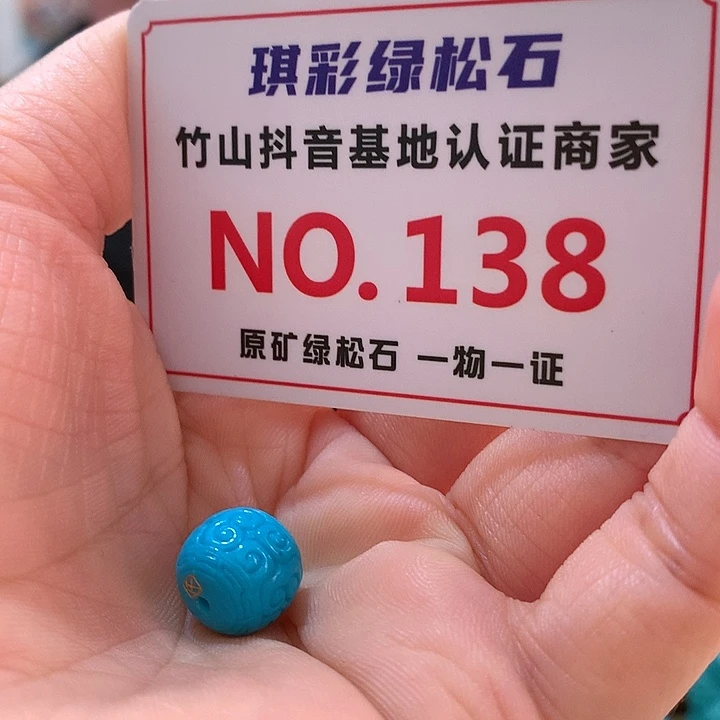 琪彩绿松石
竹山抖音基地认证商家
NO.138
原矿绿松石 一物一证